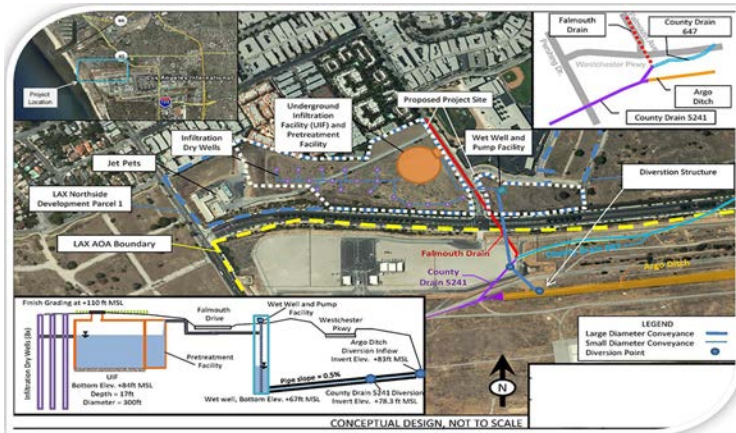 Los Angeles International
Project
Location
Falmouth
Drain
County Drain
647
Westchester Pkwy
Pershing Dr.
Argo
Ditch
County Drain 5241
Underground
Infiltration
Facility (UIF) and
Pretreatment
Facility
Proposed Project Site
Infiltration
Dry Wells
Wet Well and
Pump Facility
Jet Pets
Diverstion Structure
LAX Northside
Development Parcel 1
LAX AOA Boundary
Falmouth Drain
County
Drain 5241
Argo Ditch
Finish Grading at +110 ft MSL
Falmouth
Drive
Wet Well and Pump
Facility
Westchester
Pkwy
Argo Ditch
Diversion Inflow
Invert Elev. +83ft MSL
Infiltration Dry Wells (8x)
Pretreatment
Facility
UIF
Bottom Elev. +84ft MSL
Depth = 17ft
Diameter = 300ft
Pipe slope = 0.5%
Wet well, Bottom Elev. +67ft MSL
County Drain 5241 Diversion
Invert Elev. +78.3 ft MSL
LEGEND
Large Diameter Conveyance
Small Diameter Conveyance
Diversion Point
N
CONCEPTUAL DESIGN, NOT TO SCALE